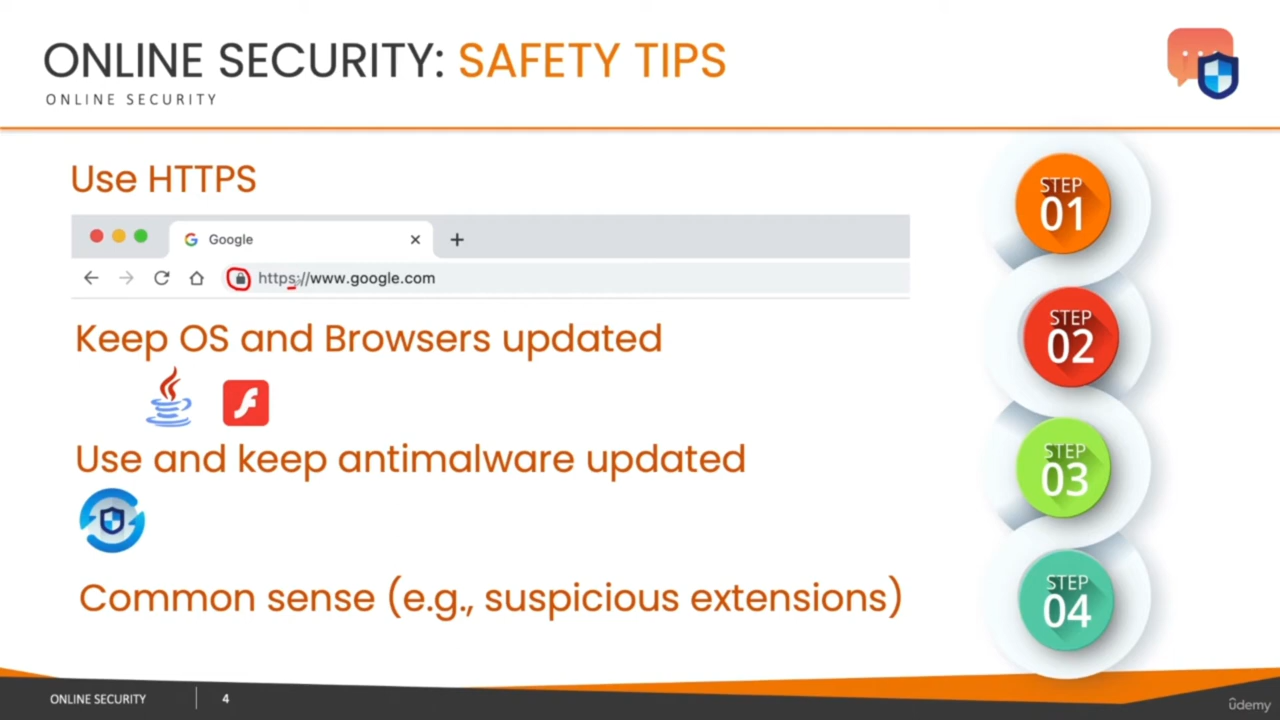 ONLINE SECURITY: SAFETY TIPS
ONLINE SECURITY
Use HTTPS
Google
https://www.google.com
Keep OS and Browsers updated
Use and keep antimalware updated
Common sense (e.g., suspicious extensions)
STEP
01
STEP
02
STEP
03
STEP
04
ONLINE SECURITY
4
ûdemy